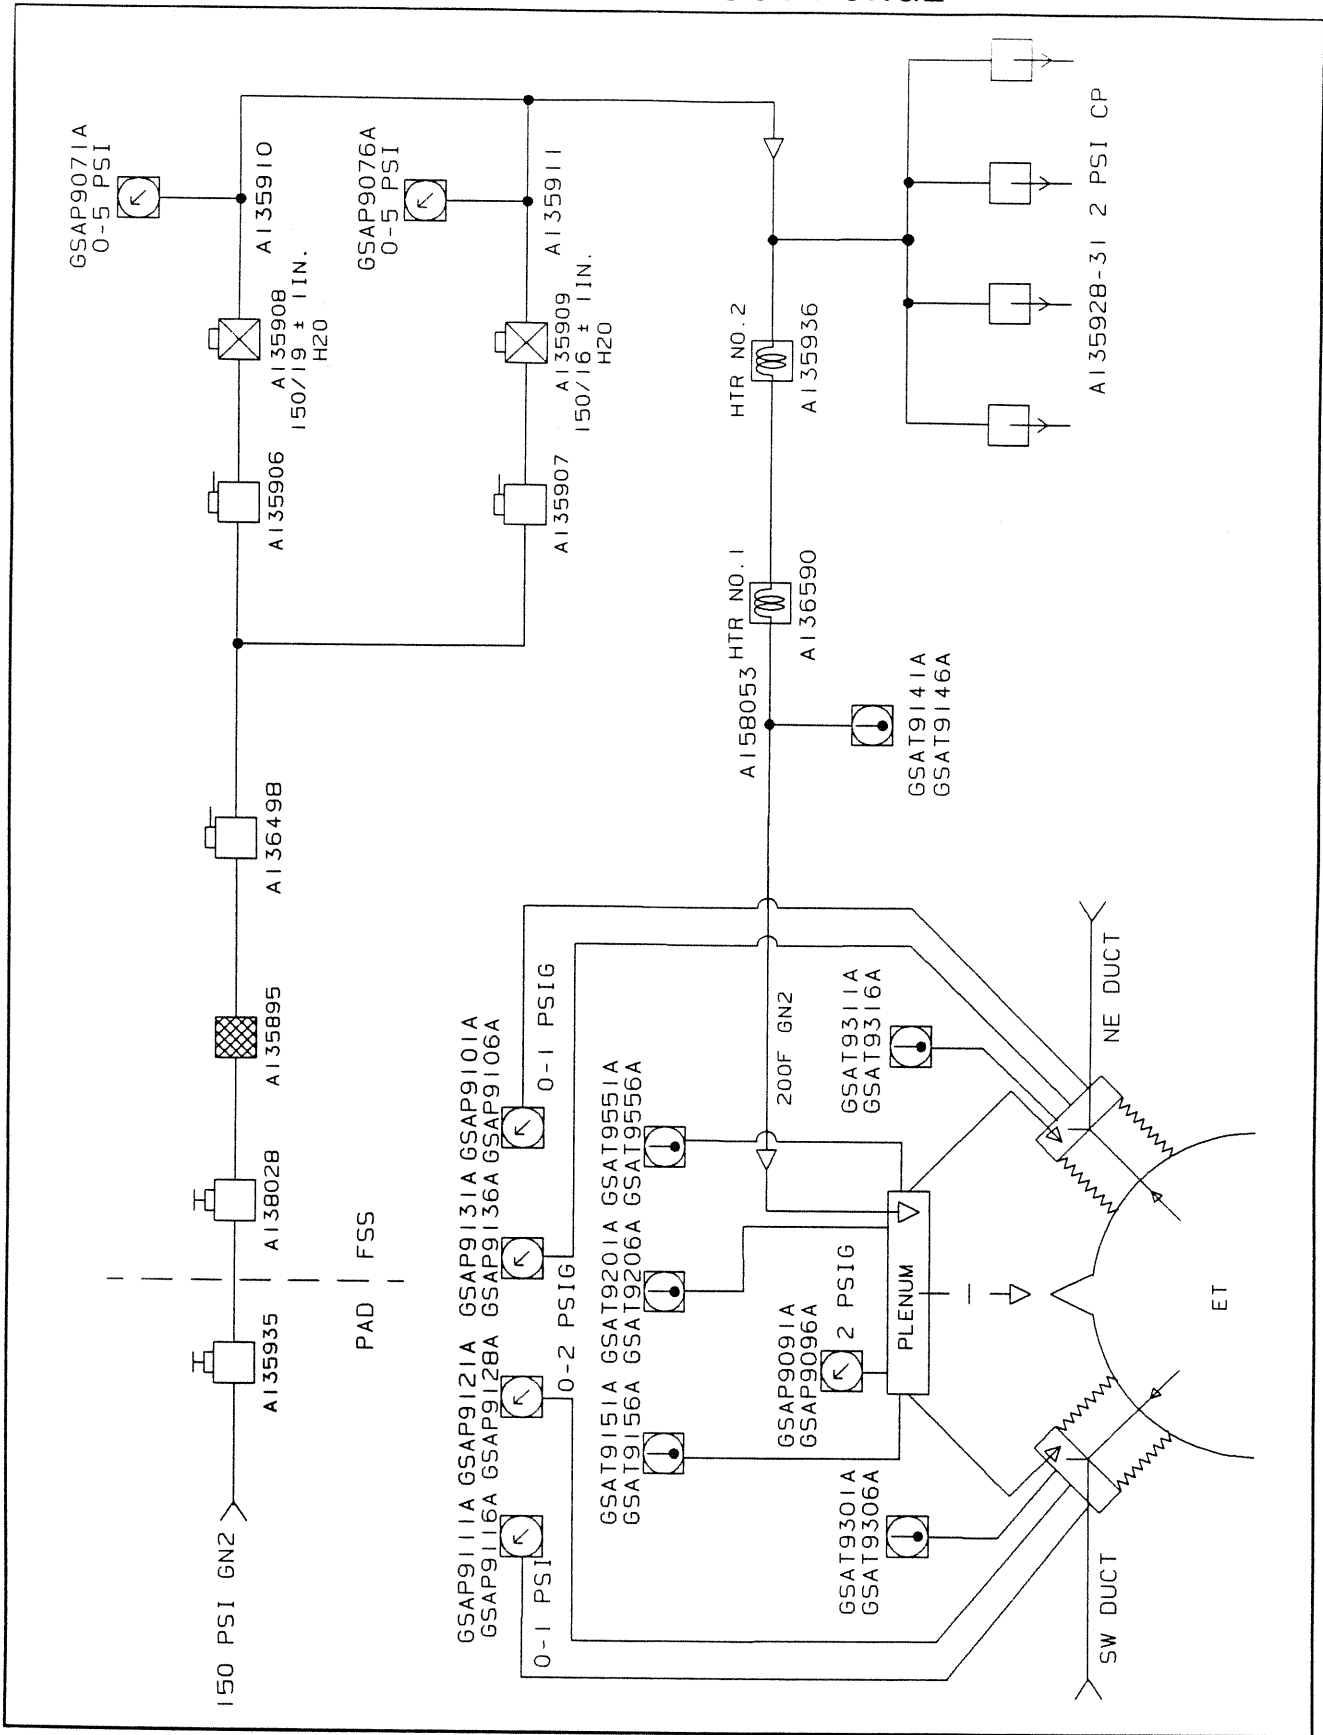 GSAP9071A
0-5 PSI
150 PSI GN2
A135935
A138028
A135895
A136498
A135906
A135908
150/19 ± 1IN.
H2O
A135910
PAD
FSS
GSAP9076A
0-5 PSI
A135907
A135909
150/16 ± 1IN.
H2O
A135911
GSAP9111A GSAP9121A GSAP9131A GSAP9101A
GSAP9116A GSAP9128A GSAP9136A GSAP9106A
0-1 PSI
0-2 PSIG
0-1 PSIG
GSAT9151A GSAT9201A GSAT9551A
GSAT9156A GSAT9206A GSAT9556A
HTR NO.1
HTR NO.2
A158053
A136590
A135936
200F GN2
GSAP9091A
GSAP9096A
2 PSIG
GSAT9301A
GSAT9306A
GSAT9311A
GSAT9316A
PLENUM
GSAT9141A
GSAT9146A
A135928-31 2 PSI CP
SW DUCT
NE DUCT
ET